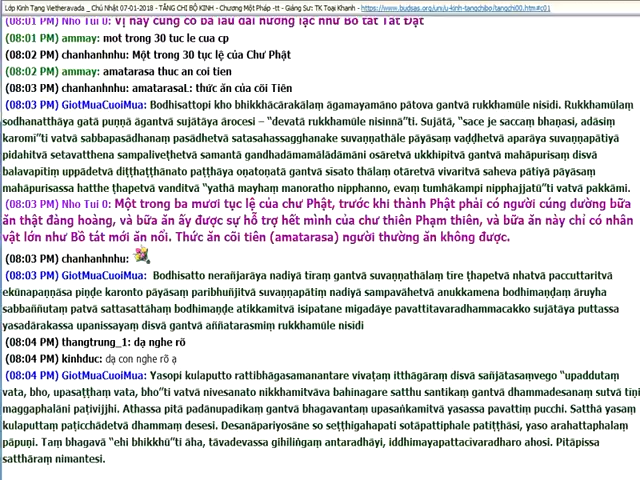 Lớp Kinh Tạng Vietheravada _ Chủ Nhật 07-01-2018 - TĂNG CHI BỘ KINH - Chương Một Pháp -tt - Giảng Sư: TK Toại Khanh - https://www.budsas.org/uni/u-kinh-tangchibo/tangchi00.htm#c01
(08:01 PM) Nho Tui 0: Vị này cũng có ba lâu đài hưởng lạc như Bồ tát Tất Đạt
(08:01 PM) ammay: mot trong 30 tuc le cua cp
(08:02 PM) chanhanhnhu: Một trong 30 tục lệ của Chư Phật
(08:02 PM) ammay: amatarasa thuc an coi tien
(08:03 PM) chanhanhnhu: amatarasaL: thức ăn của cõi Tiên
(08:03 PM) GiotMuaCuoiMua: Bodhisattopi kho bhikkhācārakālaṃ āgamayamāno pātova gantvā rukkhamūle nisīdi. Rukkhamūlaṃ
sodhanatthāya gatā puṇṇā āgantvā sujātāya ārocesi – “devatā rukkhamūle nisinnā”ti. Sujātā, “sace je saccaṃ bhaṇasi, adāsiṃ
karomī”ti vatvā sabbapasādhanaṃ pasādhetvā satasahassagghanake suvaṇṇathāle pāyāsaṃ vaḍḍhetvā aparāya suvaṇṇapātiyā
pidahitvā setavatthena sampaliveṭhetvā samantā gandhadāmamālādāmāni osāretvā ukkhipitvā gantvā mahāpurisaṃ disvā
balavapītiṃ uppādetvā diṭṭhaṭṭhānato paṭṭhāya oṇatoṇatā gantvā sīsato thālaṃ otāretvā vivaritvā saheva pātiyā pāyāsaṃ
mahāpurisassa hatthe ṭhapetvā vanditvā “yathā mayhaṃ manoratho nipphanno, evaṃ tumhākampi nipphajjatū”ti vatvā pakkāmi.
(08:03 PM) Nho Tui 0: Một trong ba mươi tục lệ của chư Phật, trước khi thành Phật phải có người cúng dường bữa
ăn thật đàng hoàng, và bữa ăn ấy được sự hỗ trợ hết mình của chư thiên Phạm thiên, và bữa ăn này chỉ có nhân
vật lớn như Bồ tát mới ăn nổi. Thức ăn cõi tiên (amatarasa) người thường ăn không được.
(08:03 PM) chanhanhnhu:
(08:03 PM) GiotMuaCuoiMua: Bodhisatto nerañjarāya nadiyā tīraṃ gantvā suvaṇṇathālaṃ tīre ṭhapetvā nhatvā paccuttaritvā
ekūnapaṇṇāsa piṇḍe karonto pāyāsaṃ paribhuñjitvā suvaṇṇapātiṃ nadiyā sampavāhetvā anukkamena bodhimaṇḍaṃ āruyha
sabbaññutaṃ patvā sattasattāhaṃ bodhimaṇḍe atikkamitvā isipatane migadāye pavattitavaradhammacakko sujātāya puttassa
yasadārakassa upanissayaṃ disvā gantvā aññatarasmiṃ rukkhamūle nisīdi
(08:04 PM) thangtrung_1: dạ nghe rõ
(08:04 PM) kinhduc: dạ con nghe rõ ạ
(08:04 PM) GiotMuaCuoiMua: Yasopi kulaputto rattibhāgasamanantare vivaṭaṃ itthāgāraṃ disvā sañjātasaṃvego “upaddutaṃ
vata, bho, upasaṭṭhaṃ vata, bho”ti vatvā nivesanato nikkhamitvāva bahinagare satthu santikaṃ gantvā dhammadesanaṃ sutvā tīṇi
maggaphalāni paṭivijjhi. Athassa pitā padānupadikaṃ gantvā bhagavantaṃ upasaṅkamitvā yasassa pavattiṃ pucchi. Satthā yasaṃ
kulaputtaṃ paṭicchādetvā dhammaṃ desesi. Desanāpariyosāne so seṭṭhigahapati sotāpattiphale patiṭṭhāsi, yaso arahattaphalaṃ
pāpuṇi. Taṃ bhagavā “ehi bhikkhū”ti āha, tāvadevassa gihiliṅgaṃ antaradhāyi, iddhimayapattacīvaradharo ahosi. Pitāpissa
satthāraṃ nimantesi.